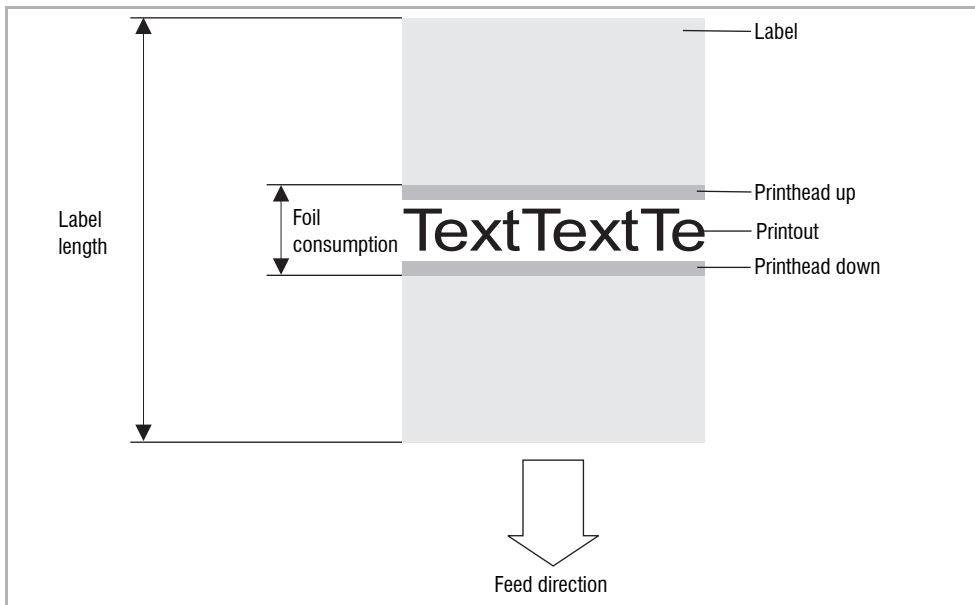 Label
Printhead up
Label
length
Foil
consumption
TextTextTe
Printout
Printhead down
Feed direction